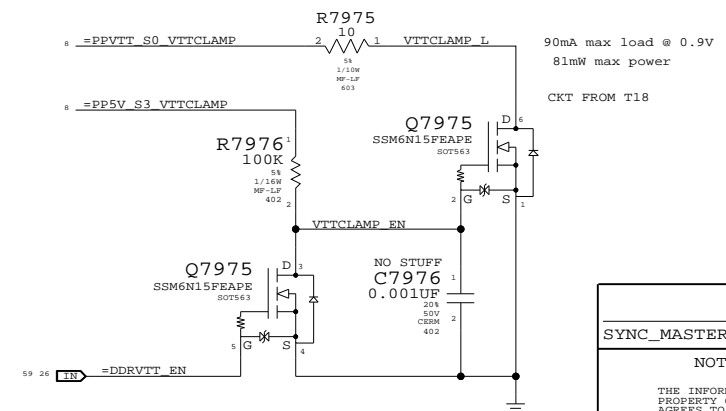 R7975
10
8 =PPVTT_S0_VTTCLAMP 2 1 VTTCLAMP_L
5%
1/10W
MF-LF
603
90mA max load @ 0.9V
81mW max power
CKT FROM T18
8 =PP5V_S3_VTTCLAMP
Q7975
SSM6N15FEAPE
SOT563
D 6
2 G S 1
R7976 1
100K
5%
1/16W
MF-LF
402
2
VTTCLAMP_EN
Q7975
SSM6N15FEAPE
SOT563
D 3
5 G S 4
NO STUFF
C7976 1
0.001UF
20%
50V
CERM
402
2
59 26 IN =DDRVTT_EN
SYNC_MASTER
NOT
THE INFOR
PROPERTY
AGREES TO